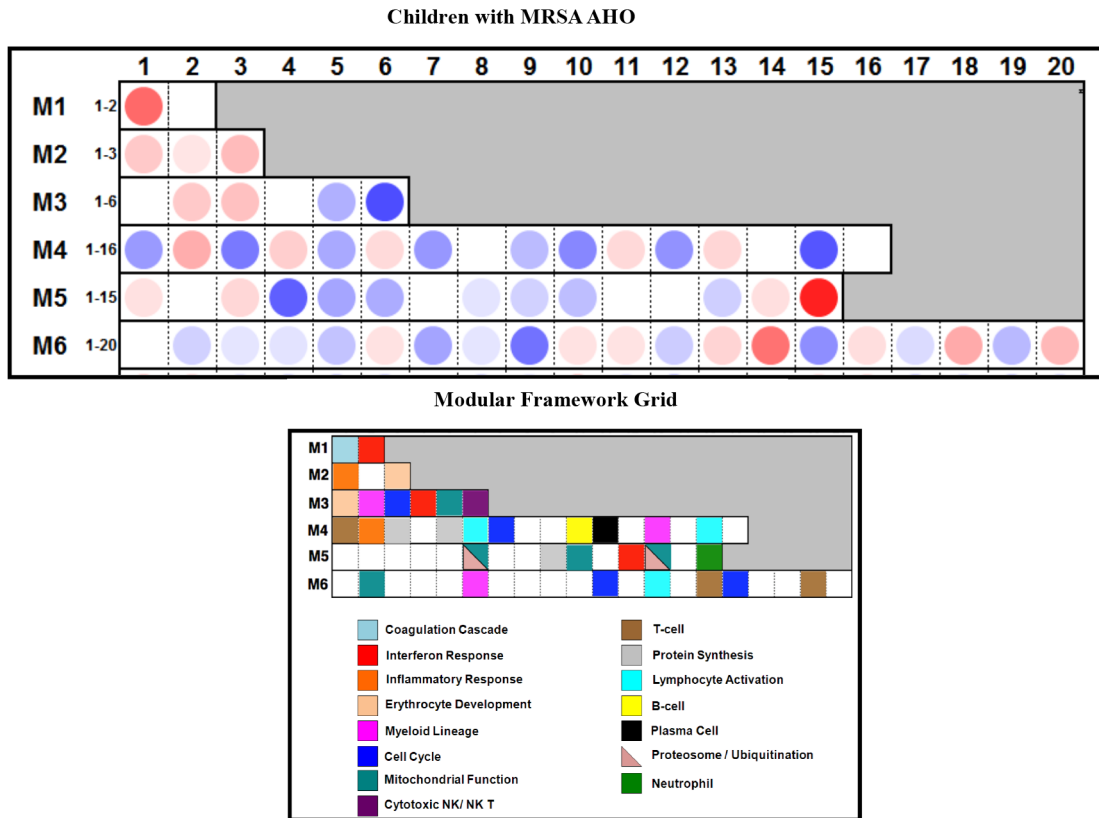 Children with MRSA AHO
1 2 3 4 5 6 7 8 9 10 11 12 13 14 15 16 17 18 19 20
M1 1-2
M2 1-3
M3 1-6
M4 1-16
M5 1-15
M6 1-20
Modular Framework Grid
M1
M2
M3
M4
M5
M6
Coagulation Cascade
Interferon Response
Inflammatory Response
Erythrocyte Development
Myeloid Lineage
Cell Cycle
Mitochondrial Function
Cytotoxic NK/ NK T
T-cell
Protein Synthesis
Lymphocyte Activation
B-cell
Plasma Cell
Proteosome / Ubiquitination
Neutrophil